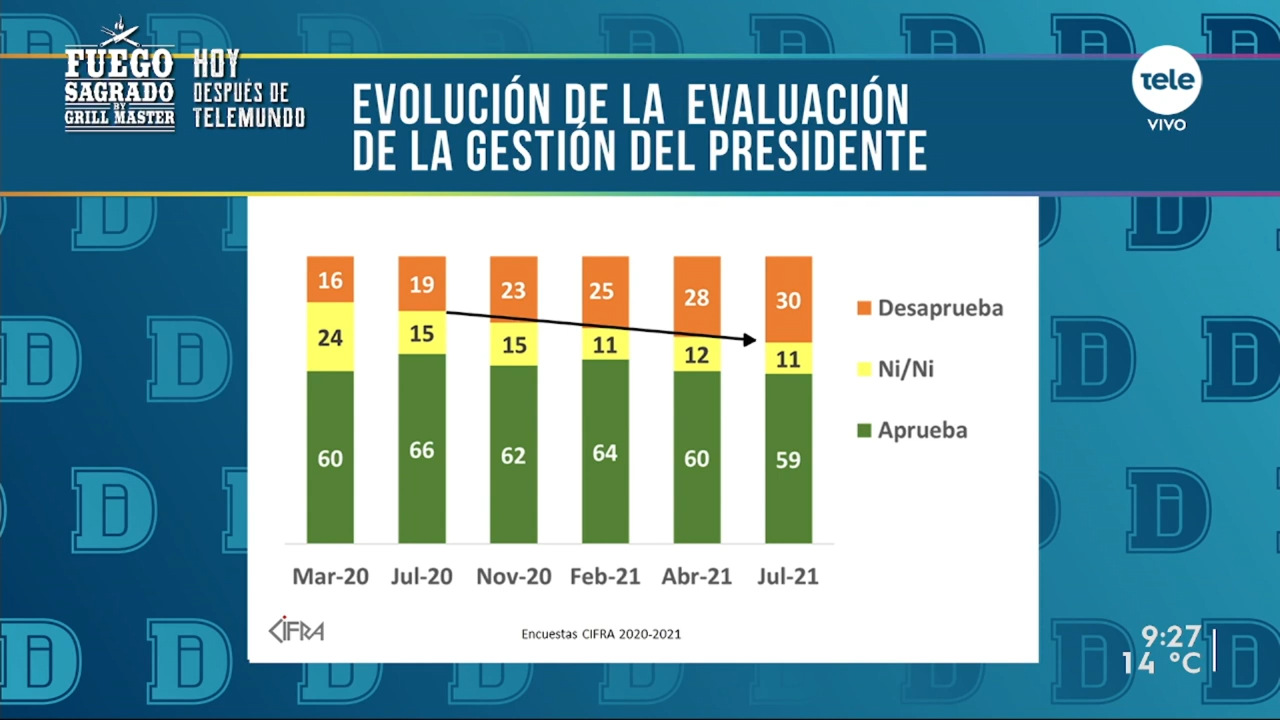 FUEGO
SAGRADO
BY
GRILL MASTER
HOY
DESPUÉS DE
TELEMUNDO
EVOLUCIÓN DE LA EVALUACIÓN
DE LA GESTIÓN DEL PRESIDENTE
tele
VIVO
16 19 23 25 28 30
24 15 15 11 12 11
60 66 62 64 60 59
Mar-20 Jul-20 Nov-20 Feb-21 Abr-21 Jul-21
Desaprueba
Ni/Ni
Aprueba
CIFRA
Encuestas CIFRA 2020-2021
9:27
14 °C